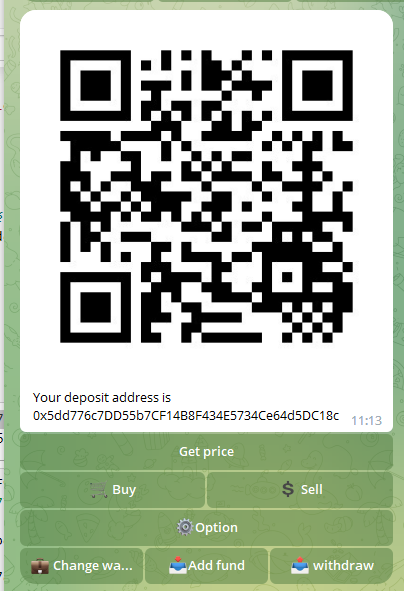 Your deposit address is
0x5dd776c7DD55b7CF14B8F434E5734Ce64d5DC18c
11:13
Get price
🛒 Buy
💲 Sell
⚙️Option
💼 Change wa...
📥Add fund
📤 withdraw